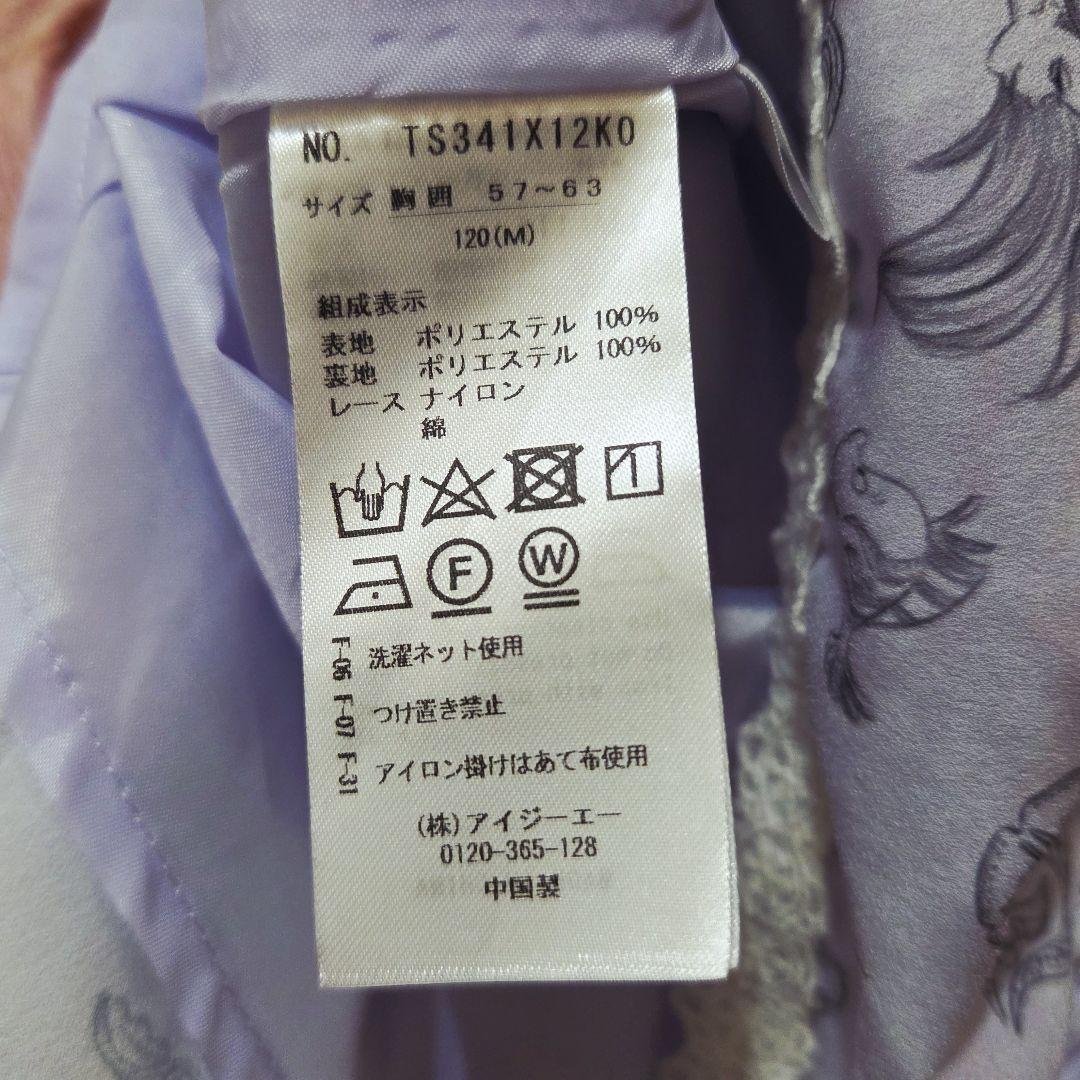 NO. TS341X12K0
サイズ 胸囲 57～63
120(M)
組成表示
表地 ポリエステル 100%
裏地 ポリエステル 100%
レース ナイロン
綿
F
W
F-06 洗濯ネット使用
F-07 つけ置き禁止
F-31 アイロン掛けはあて布使用
(株)アイジーエー
0120-365-128
中国製